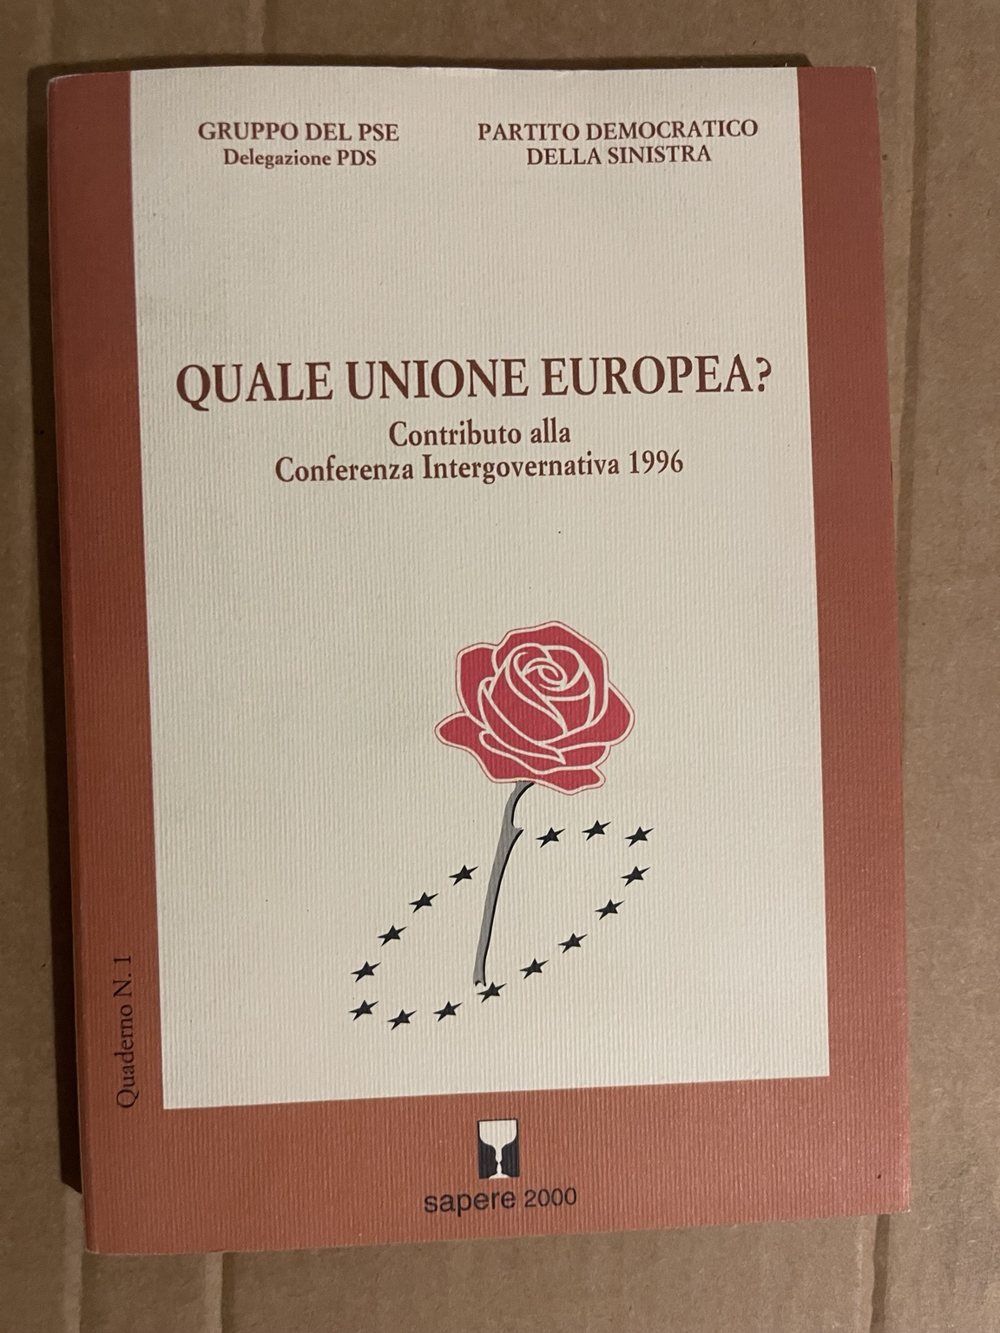 GRUPPO DEL PSE
Delegazione PDS
PARTITO DEMOCRATICO
DELLA SINISTRA
QUALE UNIONE EUROPEA?
Contributo alla
Conferenza Intergovernativa 1996
Quaderno N. 1
sapere 2000